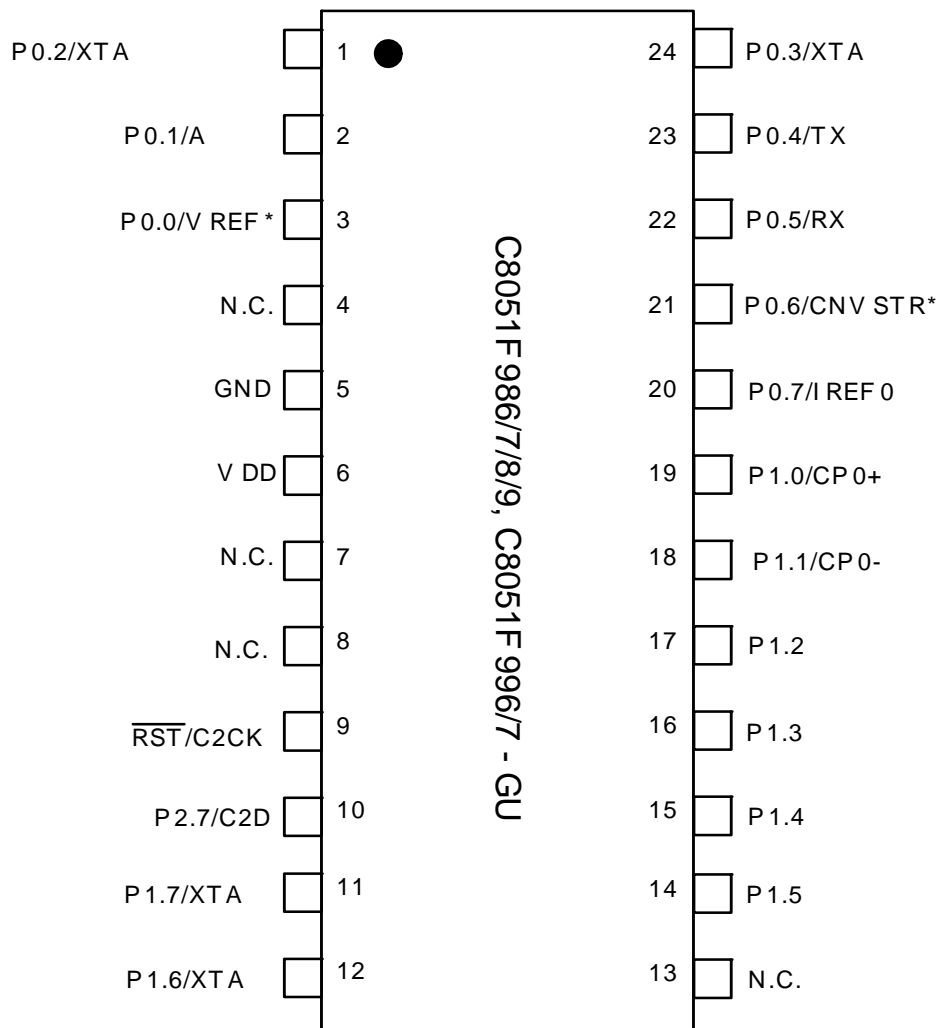 P0.2/XTA 1 24 P0.3/XTA
P0.1/A 2 23 P0.4/TX
P0.0/VREF* 3 22 P0.5/RX
N.C. 4 21 P0.6/CNVSTR*
GND 5 20 P0.7/IREF0
VDD 6 19 P1.0/CP0+
N.C. 7 18 P1.1/CP0-
N.C. 8 17 P1.2
RST/C2CK 9 16 P1.3
P2.7/C2D 10 15 P1.4
P1.7/XTA 11 14 P1.5
P1.6/XTA 12 13 N.C.
C8051F986/7/8/9, C8051F996/7 - GU